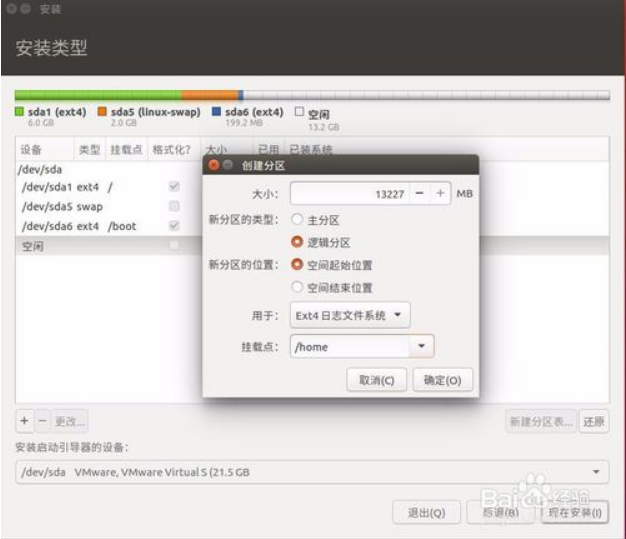 安装
安装类型
sda1 (ext4) sda5 (linux-swap) sda6 (ext4) 空闲
6.0 GB 2.0 GB 199.2 MB 13.2 GB
设备 类型 挂载点 格式化? 大小 已用 已装系统
/dev/sda
/dev/sda1 ext4 /
/dev/sda5 swap
/dev/sda6 ext4 /boot
空闲
创建分区
大小: 13227 − + MB
新分区的类型: 主分区
逻辑分区
新分区的位置: 空间起始位置
空间结束位置
用于: Ext4 日志文件系统
挂载点: /home
取消(C) 确定(O)
+ − 更改... 新建分区表... 还原
安装启动引导器的设备:
/dev/sda VMware, VMware Virtual S (21.5 GB
退出(Q) 后退(B) 现在安装(I)
Baidu经验